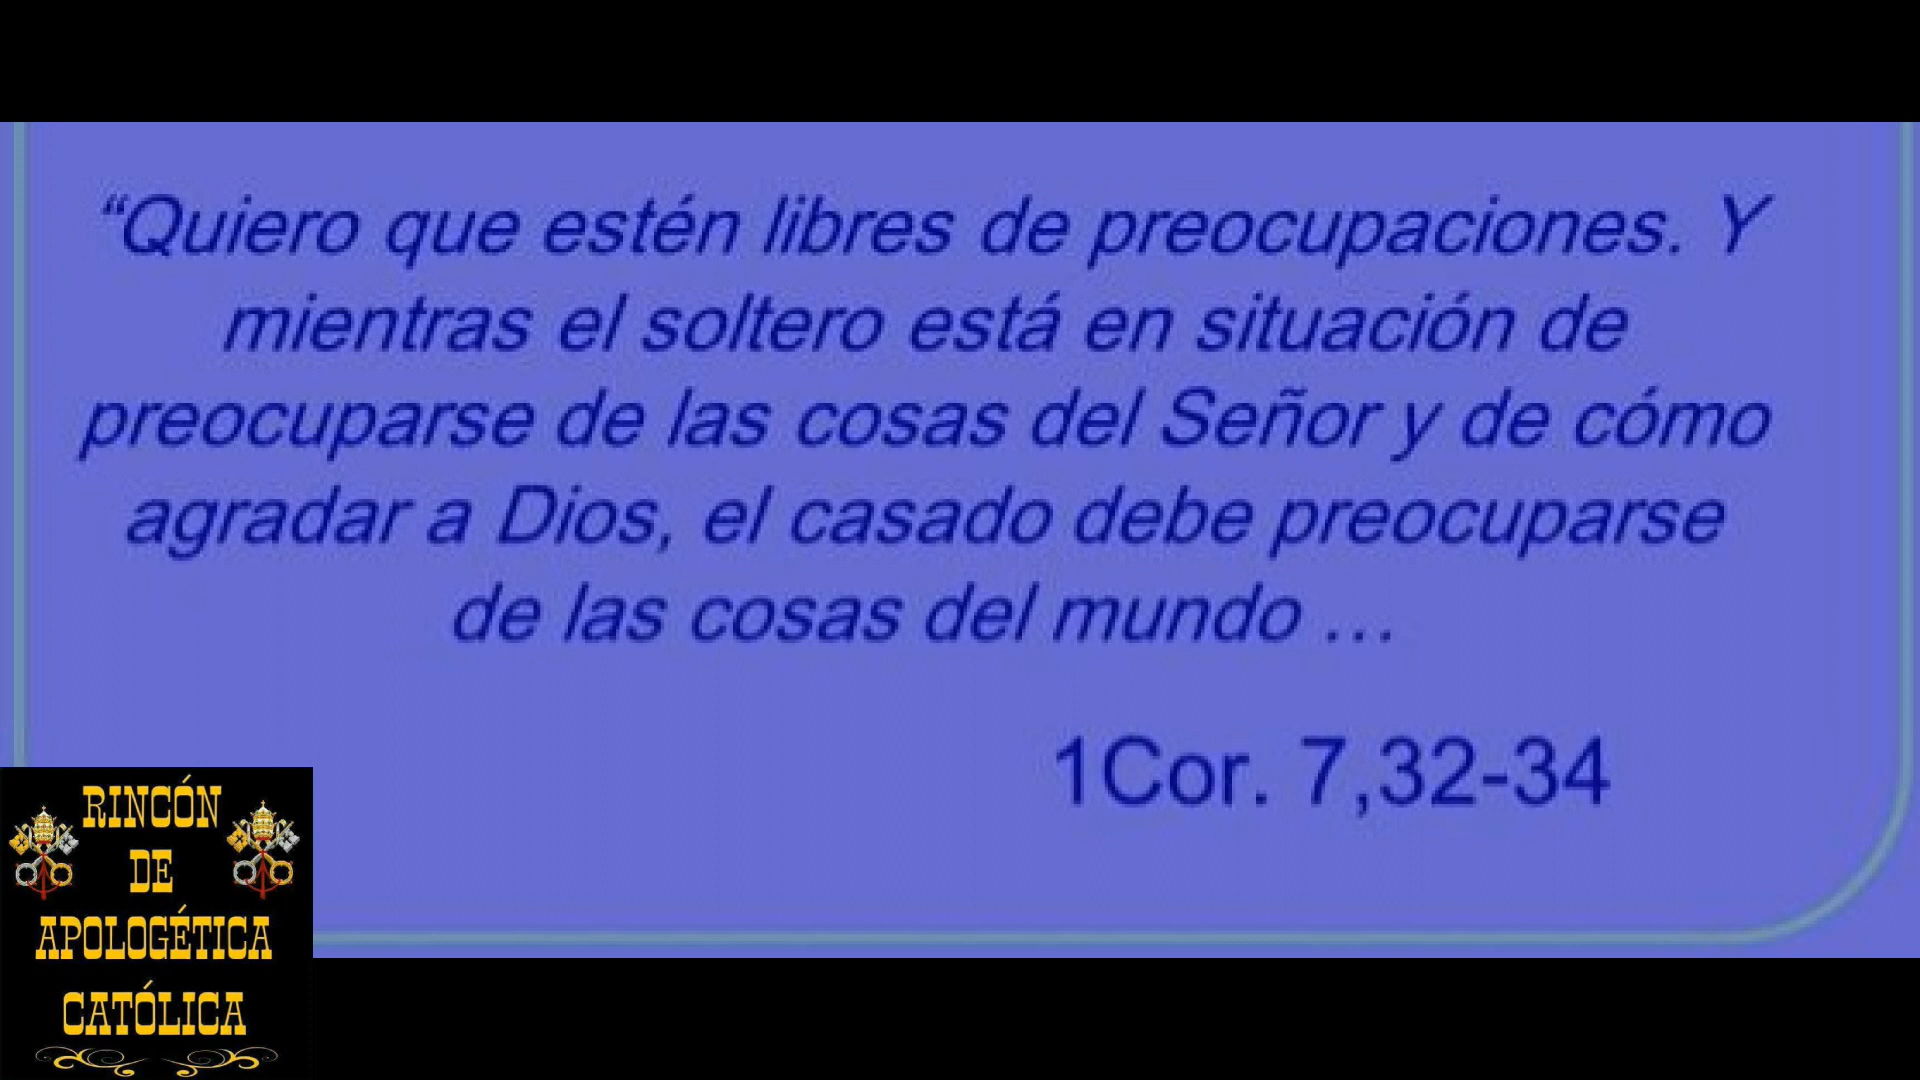 “Quiero que estén libres de preocupaciones. Y
mientras el soltero está en situación de
preocuparse de las cosas del Señor y de cómo
agradar a Dios, el casado debe preocuparse
de las cosas del mundo ...
1Cor. 7,32-34
RINCÓN
DE
APOLOGÉTICA
CATÓLICA